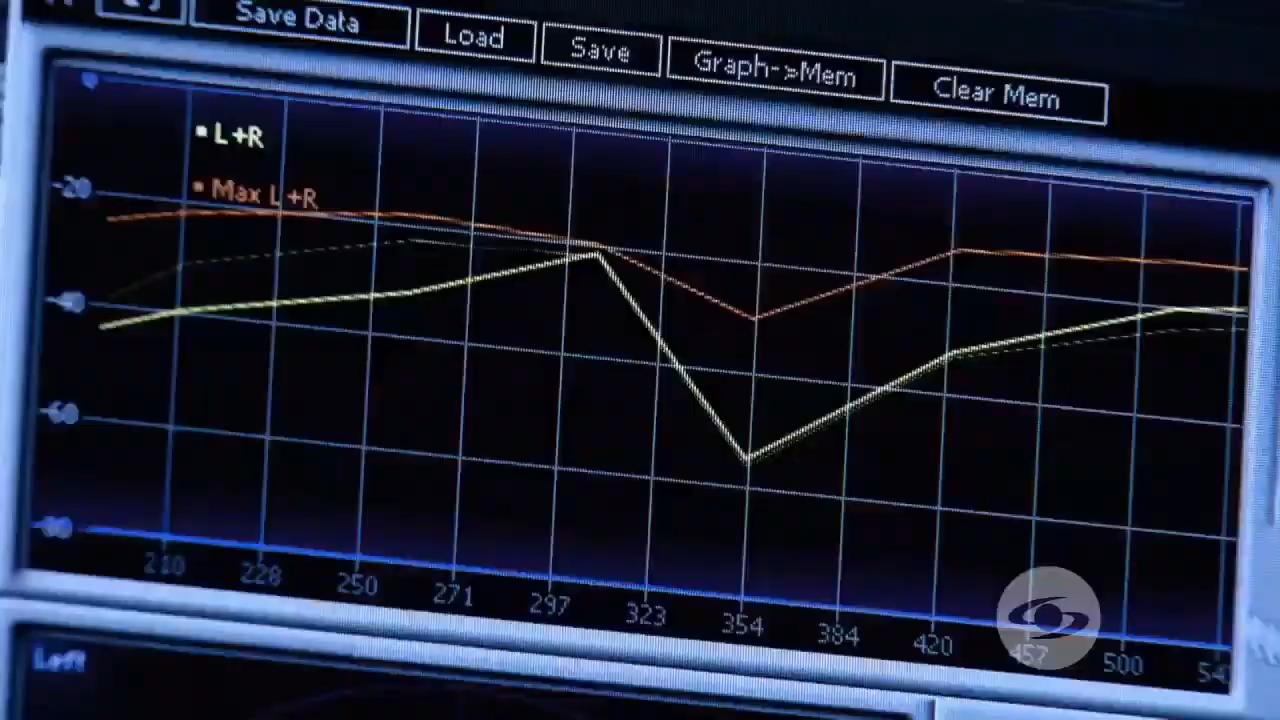 Save Data
Load
Save
Graph->Mem
Clear Mem
0
L+R
Max L+R
-20
-40
-60
210
228
250
271
297
323
354
384
420
457
500
Left